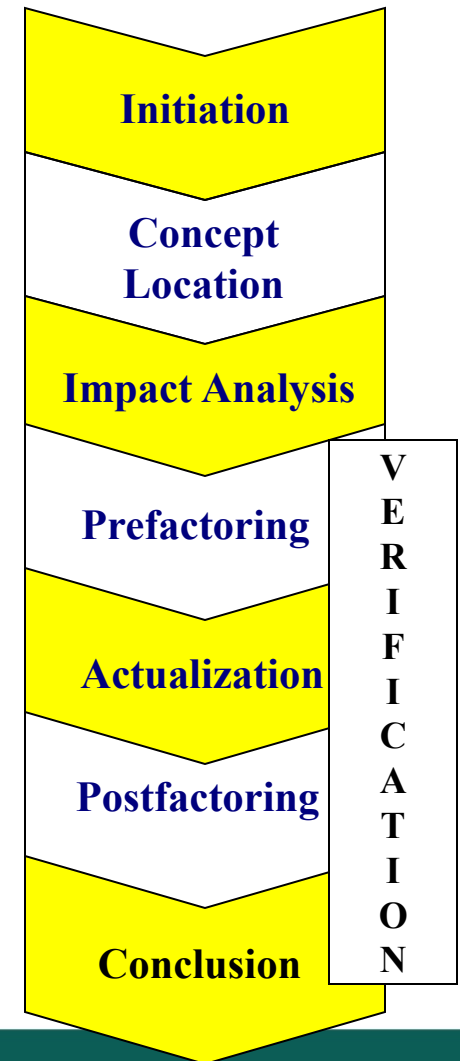 Initiation
Concept
Location
Impact Analysis
Prefactoring
Actualization
Postfactoring
Conclusion
V
E
R
I
F
I
C
A
T
I
O
N